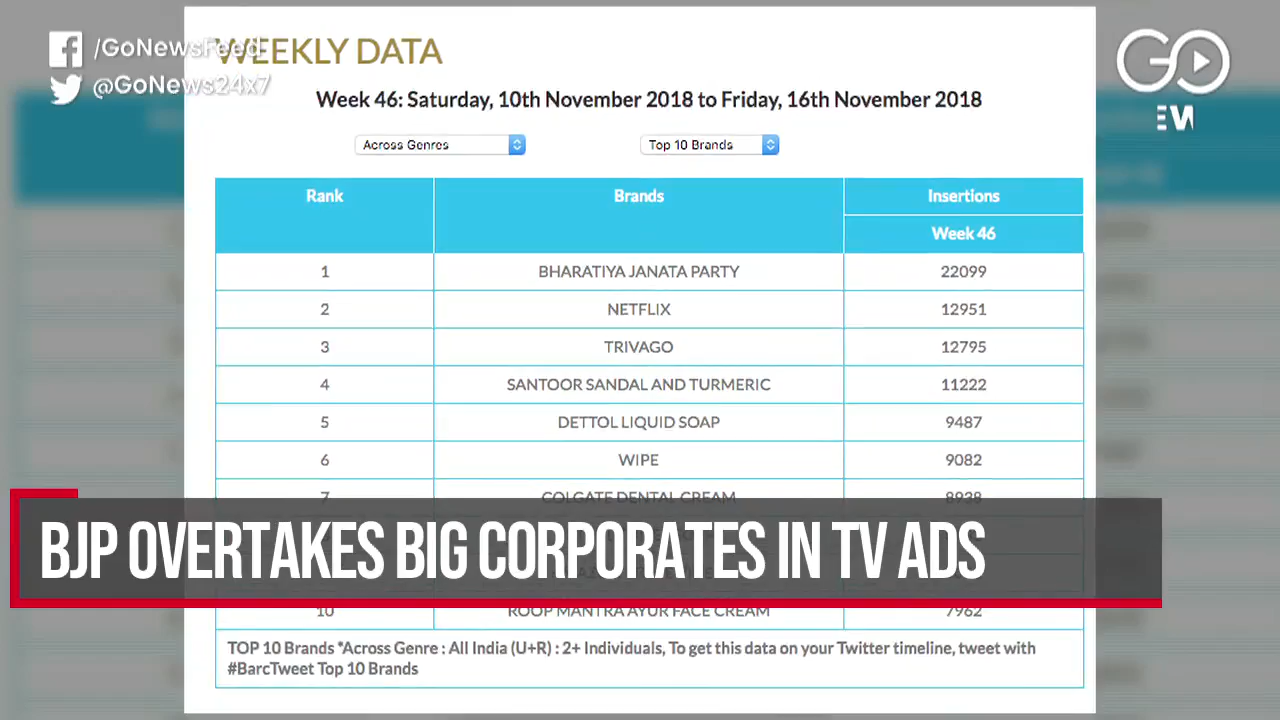 /GoNewsFeed
@GoNews24x7
WEEKLY DATA
GO
Week 46: Saturday, 10th November 2018 to Friday, 16th November 2018
Across Genres Top 10 Brands
Rank Brands Insertions
Week 46
1 BHARATIYA JANATA PARTY 22099
2 NETFLIX 12951
3 TRIVAGO 12795
4 SANTOOR SANDAL AND TURMERIC 11222
5 DETTOL LIQUID SOAP 9487
6 WIPE 9082
7 COLGATE DENTAL CREAM 8938
BJP OVERTAKES BIG CORPORATES IN TV ADS
10 ROOP MANTRA AYUR FACE CREAM 7962
TOP 10 Brands *Across Genre : All India (U+R) : 2+ Individuals, To get this data on your Twitter timeline, tweet with
#BarcTweet Top 10 Brands